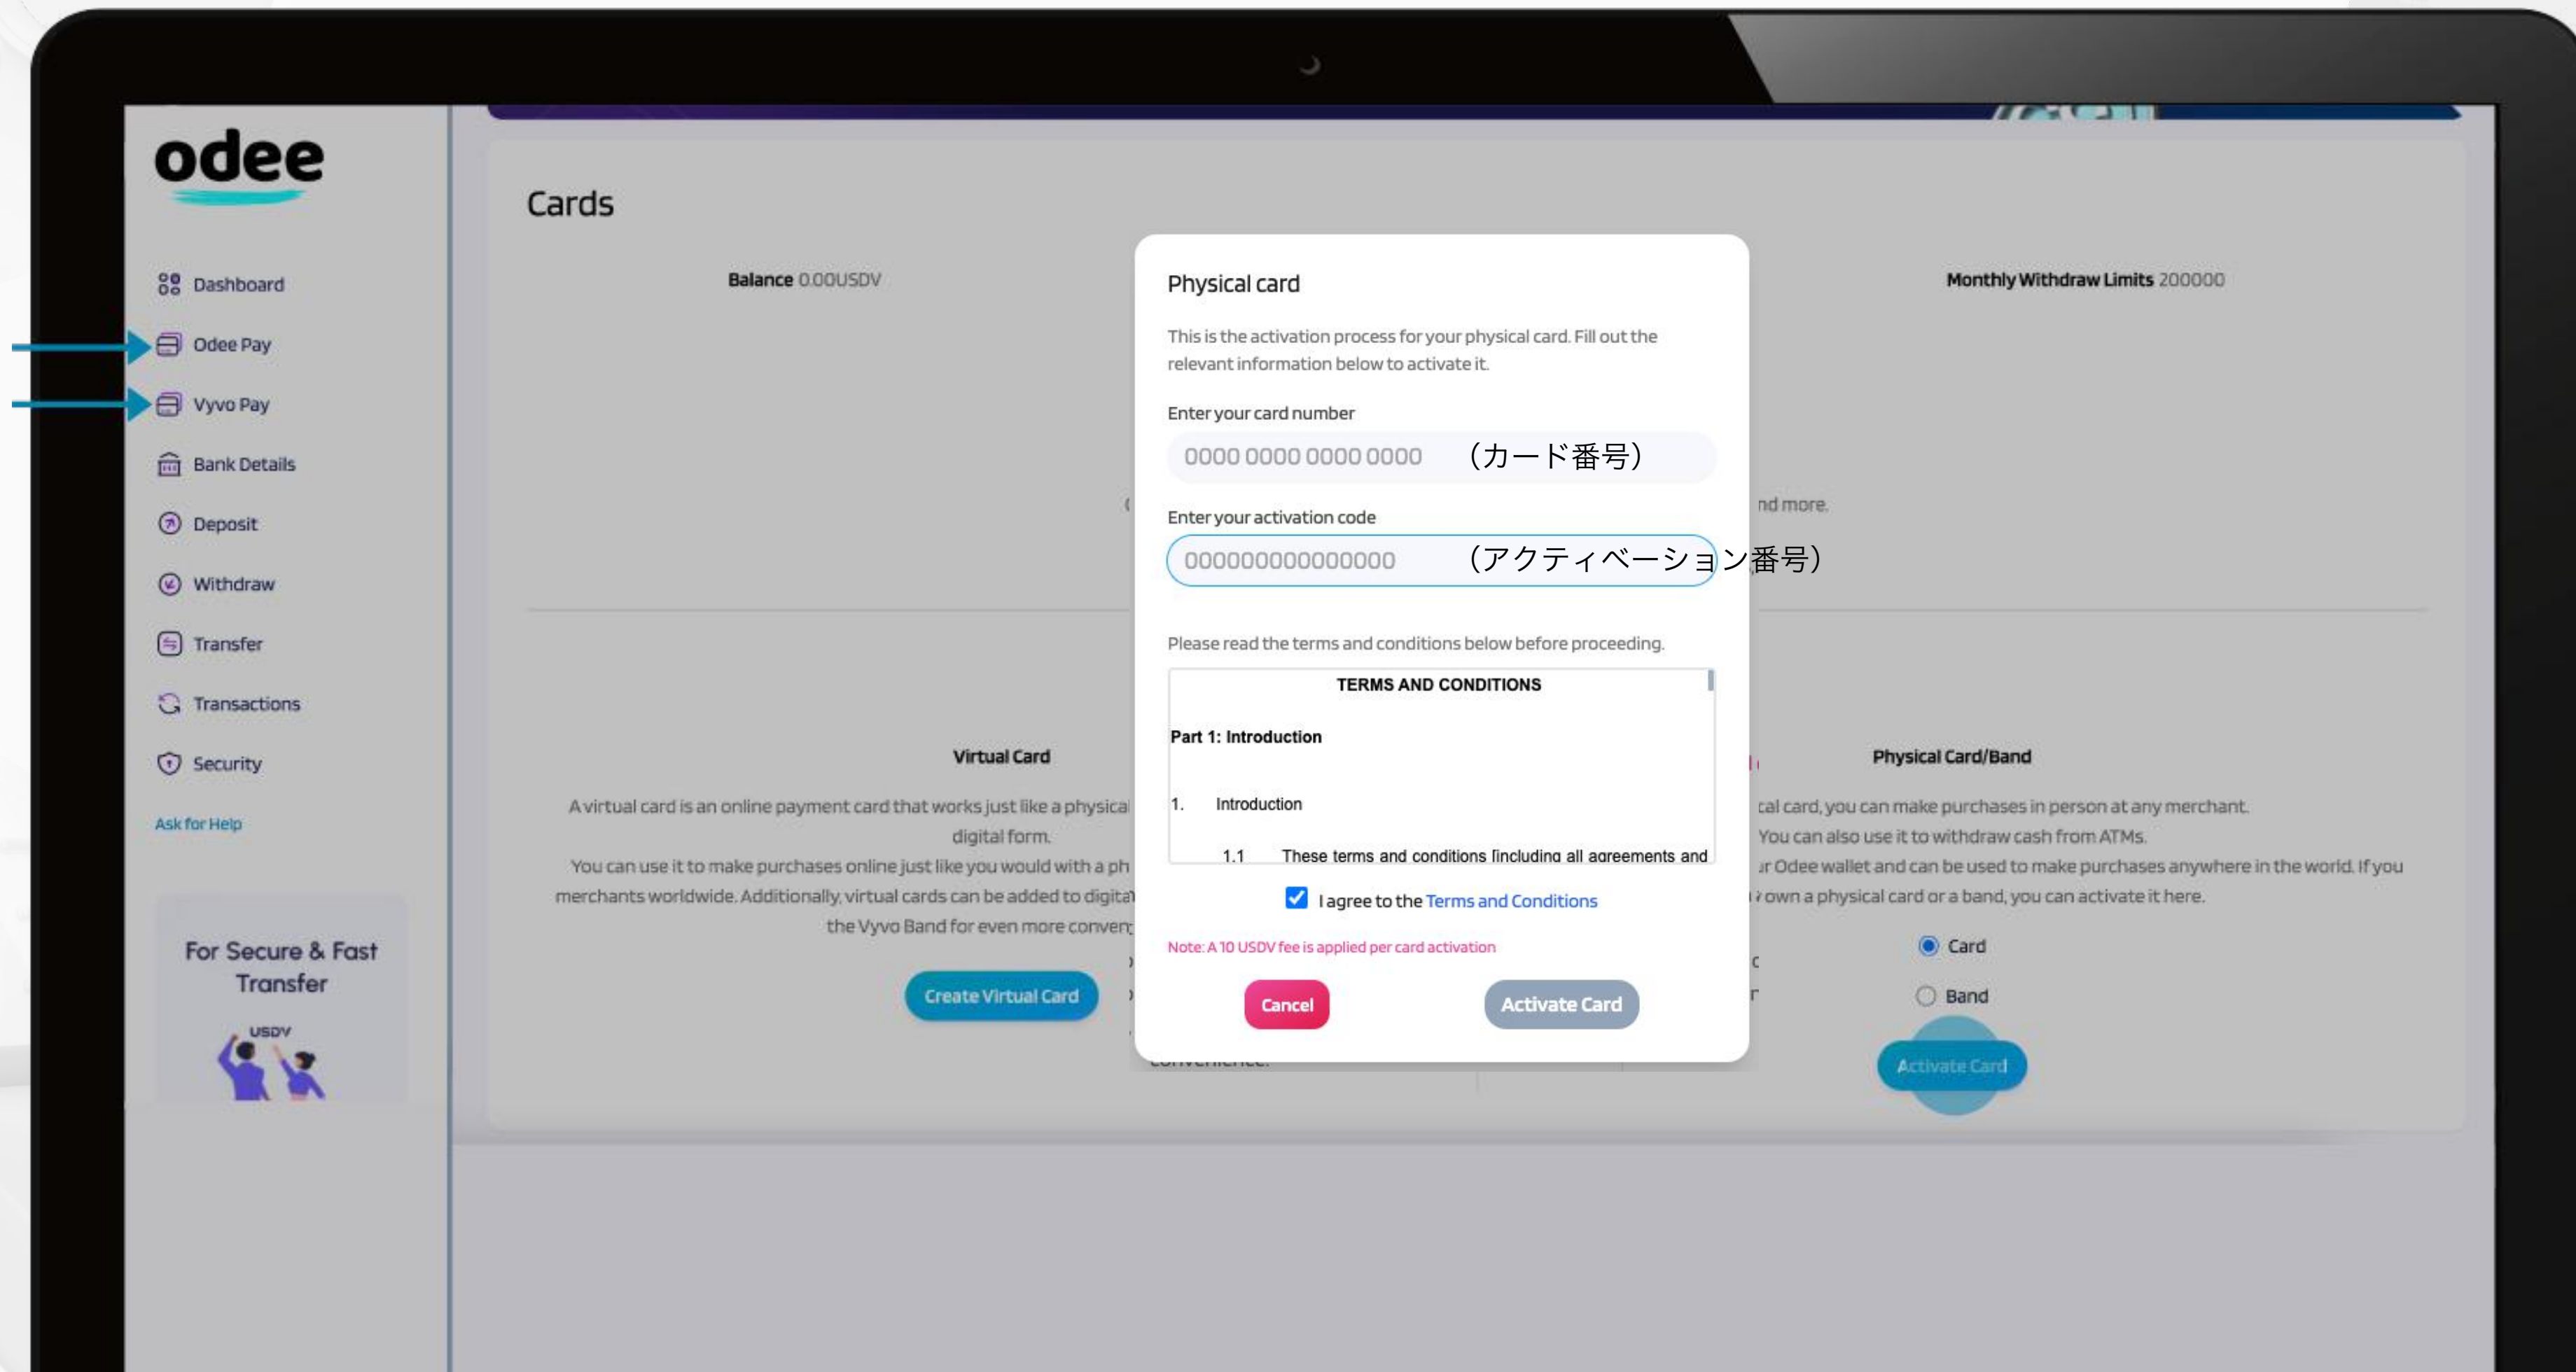 odee
Dashboard
Odee Pay
Vyvo Pay
Bank Details
Deposit
Withdraw
Transfer
Transactions
Security
Ask for Help
For Secure & Fast
Transfer
USDV
Cards
Balance 0.00USDV
Monthly Withdraw Limits 200000
nd more.
Virtual Card
A virtual card is an online payment card that works just like a physical
digital form.
You can use it to make purchases online just like you would with a ph
merchants worldwide. Additionally, virtual cards can be added to digita
the Vyvo Band for even more conven
Create Virtual Card
Physical card
This is the activation process for your physical card. Fill out the
relevant information below to activate it.
Enter your card number
0000 0000 0000 0000 （カード番号）
Enter your activation code
000000000000000 （アクティベーション番号）
Please read the terms and conditions below before proceeding.
TERMS AND CONDITIONS
Part 1: Introduction
1. Introduction
1.1 These terms and conditions [including all agreements and
I agree to the Terms and Conditions
Note: A 10 USDV fee is applied per card activation
Cancel
Activate Card
convenience.
Physical Card/Band
cal card, you can make purchases in person at any merchant.
You can also use it to withdraw cash from ATMs.
ur Odee wallet and can be used to make purchases anywhere in the world. If you
own a physical card or a band, you can activate it here.
Card
Band
Activate Card